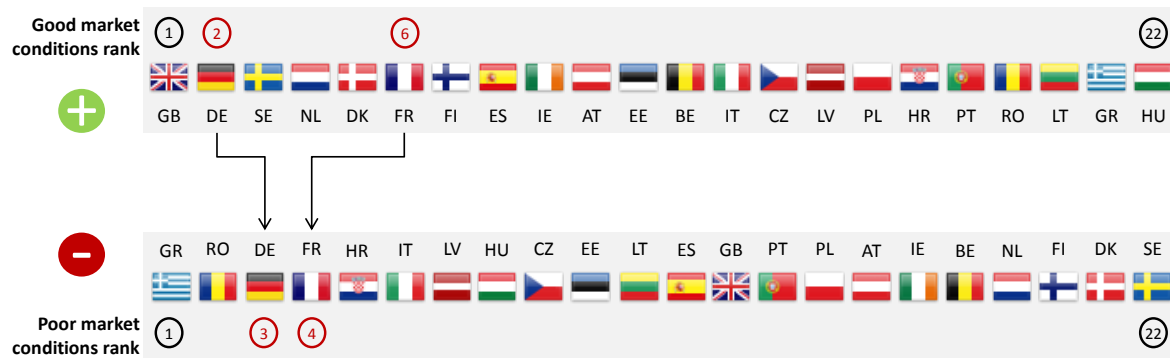 Good market
conditions rank
1 2 6 22
+
GB DE SE NL DK FR FI ES IE AT EE BE IT CZ LV PL HR PT RO LT GR HU
-
GR RO DE FR HR IT LV HU CZ EE LT ES GB PT PL AT IE BE NL FI DK SE
Poor market
conditions rank
1 3 4 22